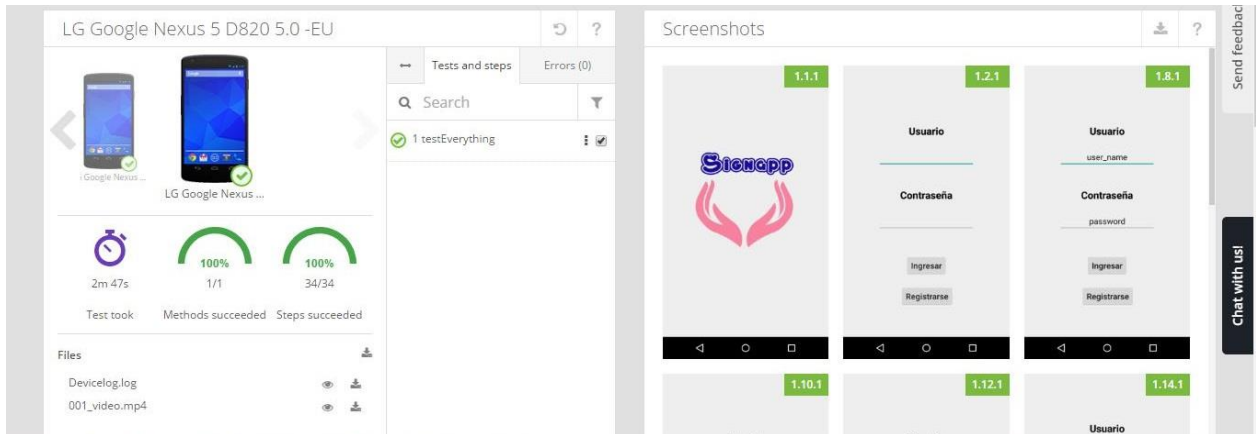 LG Google Nexus 5 D820 5.0 -EU
?
Tests and steps
Errors (0)
Search
1 testEverything
Google Nexus ...
LG Google Nexus ...
100%
100%
2m 47s
1/1
34/34
Test took
Methods succeeded
Steps succeeded
Files
Devicelog.log
001_video.mp4
Screenshots
?
1.1.1
Signapp
1.2.1
Usuario
Contraseña
Ingresar
Registrarse
1.8.1
Usuario
user_name
Contraseña
password
Ingresar
Registrarse
1.10.1
1.12.1
1.14.1
Usuario
Send feedback
Chat with us!